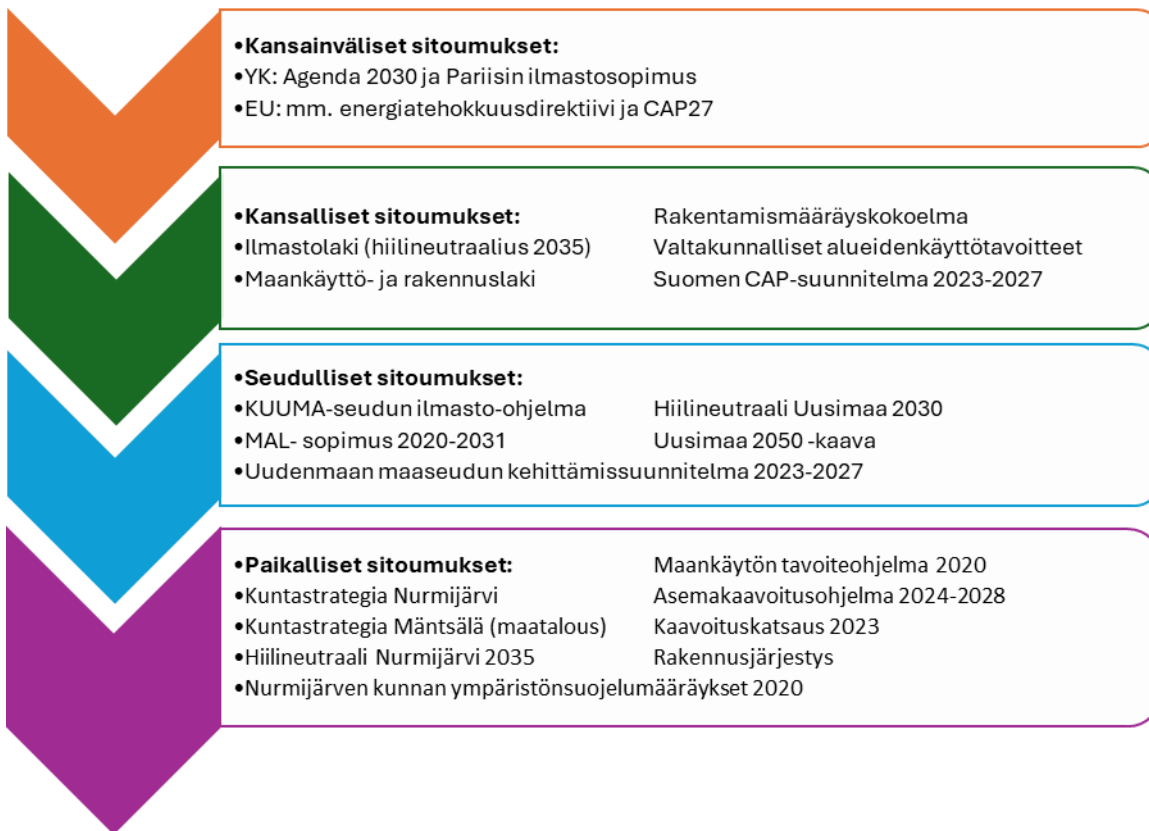 •Kansainväliset sitoumukset:
•YK: Agenda 2030 ja Pariisin ilmastosopimus
•EU: mm. energiatehokkuusdirektiivi ja CAP27
•Kansalliset sitoumukset: Rakentamismääräyskokoelma
•Ilmastolaki (hiilineutraalius 2035) Valtakunnalliset alueidenkäyttötavoitteet
•Maankäyttö- ja rakennuslaki Suomen CAP-suunnitelma 2023-2027
•Seudulliset sitoumukset:
•KUUMA-seudun ilmasto-ohjelma Hiilineutraali Uusimaa 2030
•MAL- sopimus 2020-2031 Uusimaa 2050 -kaava
•Uudenmaan maaseudun kehittämissuunnitelma 2023-2027
•Paikalliset sitoumukset: Maankäytön tavoiteohjelma 2020
•Kuntastrategia Nurmijärvi Asemakaavoitusohjelma 2024-2028
•Kuntastrategia Mäntsälä (maatalous) Kaavoituskatsaus 2023
•Hiilineutraali Nurmijärvi 2035 Rakennusjärjestys
•Nurmijärven kunnan ympäristönsuojelumääräykset 2020